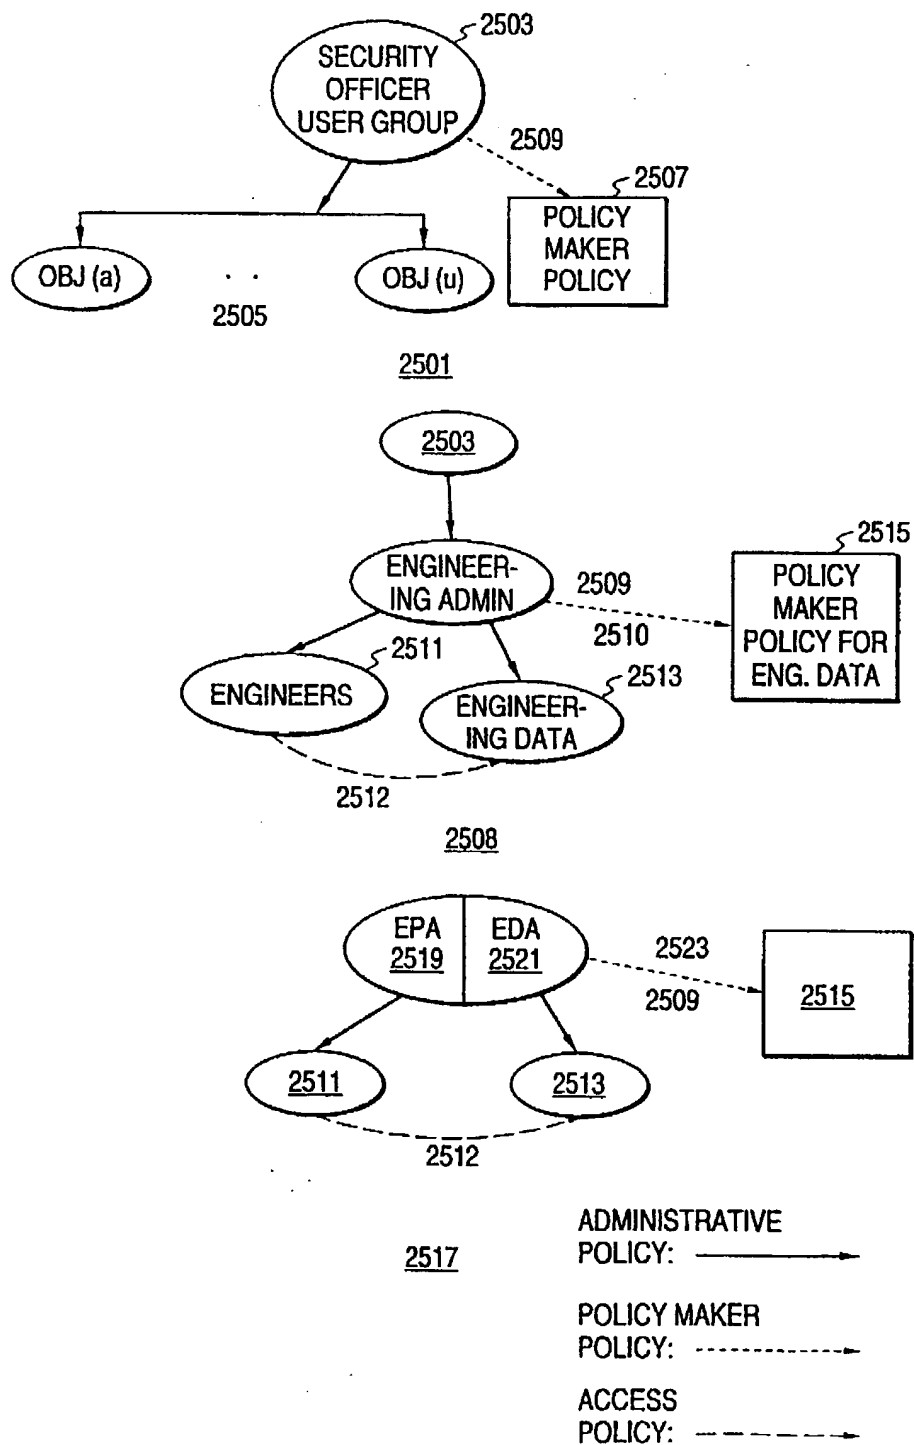 2503
SECURITY
OFFICER
USER GROUP
2509
2507
POLICY
MAKER
POLICY
OBJ (a)
. .
OBJ (u)
2505
2501
2503
2515
ENGINEER-
ING ADMIN
2509
2510
POLICY
MAKER
POLICY FOR
ENG. DATA
2511
2513
ENGINEERS
ENGINEER-
ING DATA
2512
2508
EPA
2519
EDA
2521
2523
2509
2515
2511
2513
2512
2517
ADMINISTRATIVE
POLICY:
POLICY MAKER
POLICY:
ACCESS
POLICY: